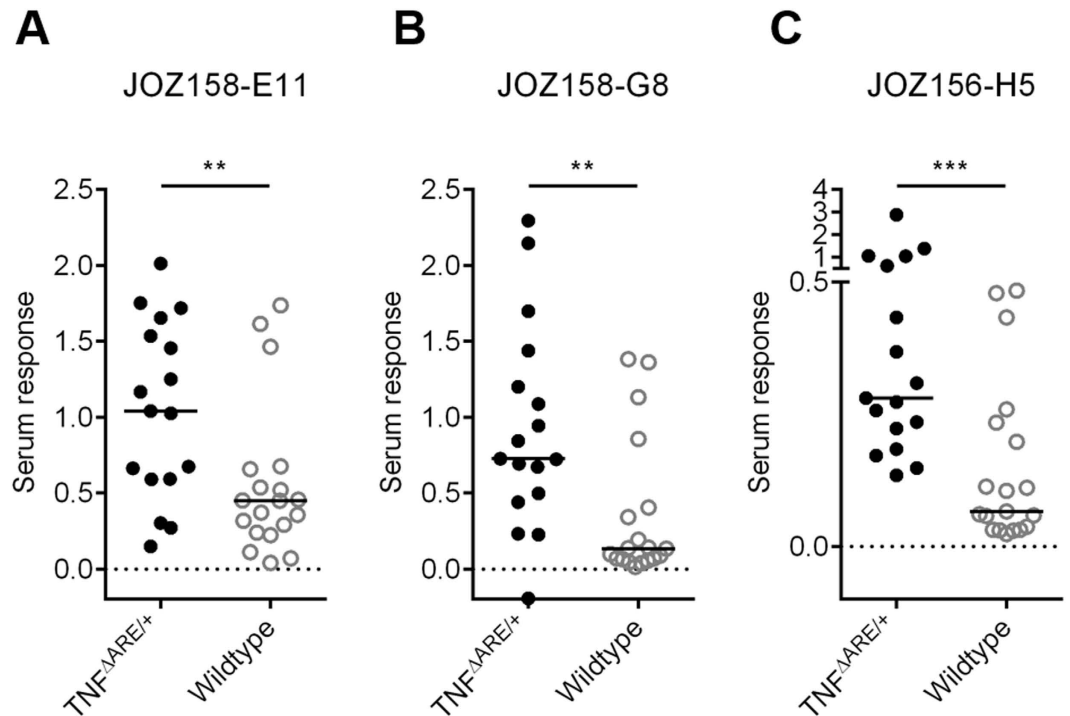 A
JOZ158-E11
**
2.5
2.0
1.5
1.0
0.5
0.0
Serum response
TNFΔARE/+
Wildtype
B
JOZ158-G8
**
2.5
2.0
1.5
1.0
0.5
0.0
Serum response
TNFΔARE/+
Wildtype
C
JOZ156-H5
***
4
3
2
1
0.5
0.0
Serum response
TNFΔARE/+
Wildtype